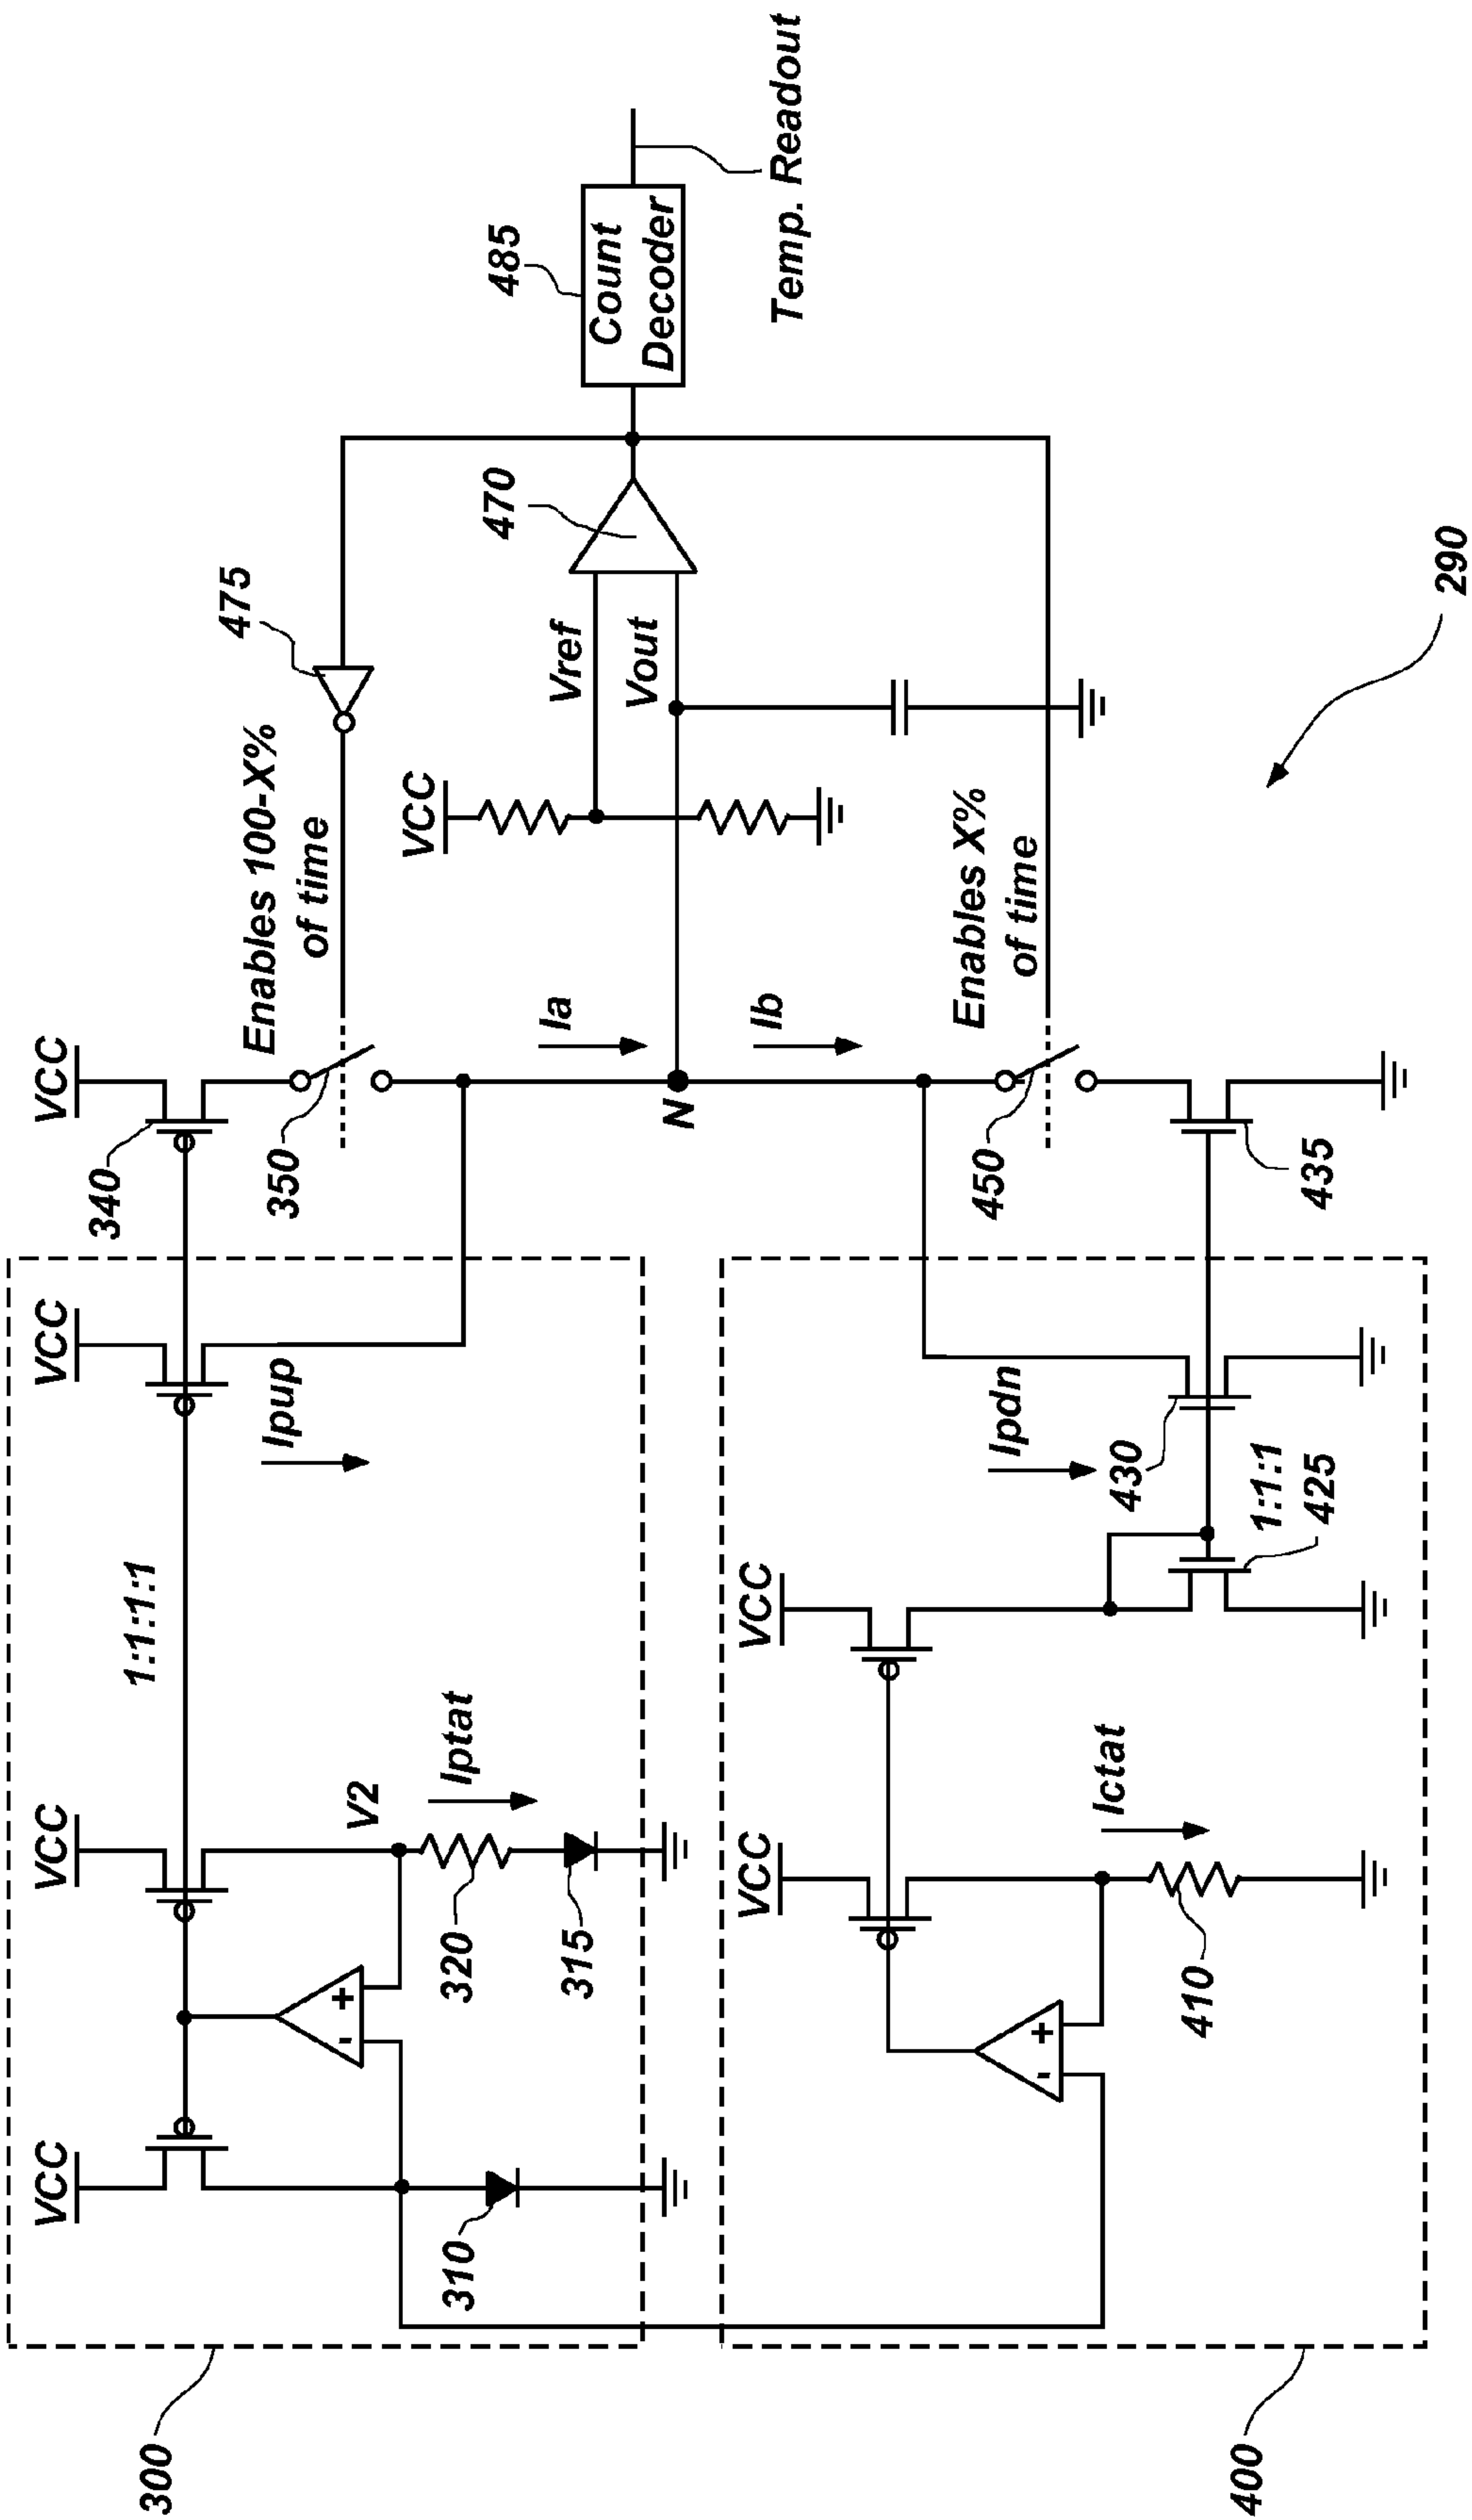 300
VCC
VCC
1:1:1:1
VCC
340
VCC
350
Enables 100-X%
of time
475
Ipup
V2
Iptat
310
320
315
VCC
Vref
Vout
470
485
Count
Decoder
Temp. Readout
Ia
N
Ib
400
VCC
VCC
Ictat
410
Ipdn
430
1:1:1
425
450
Enables X%
of time
435
290